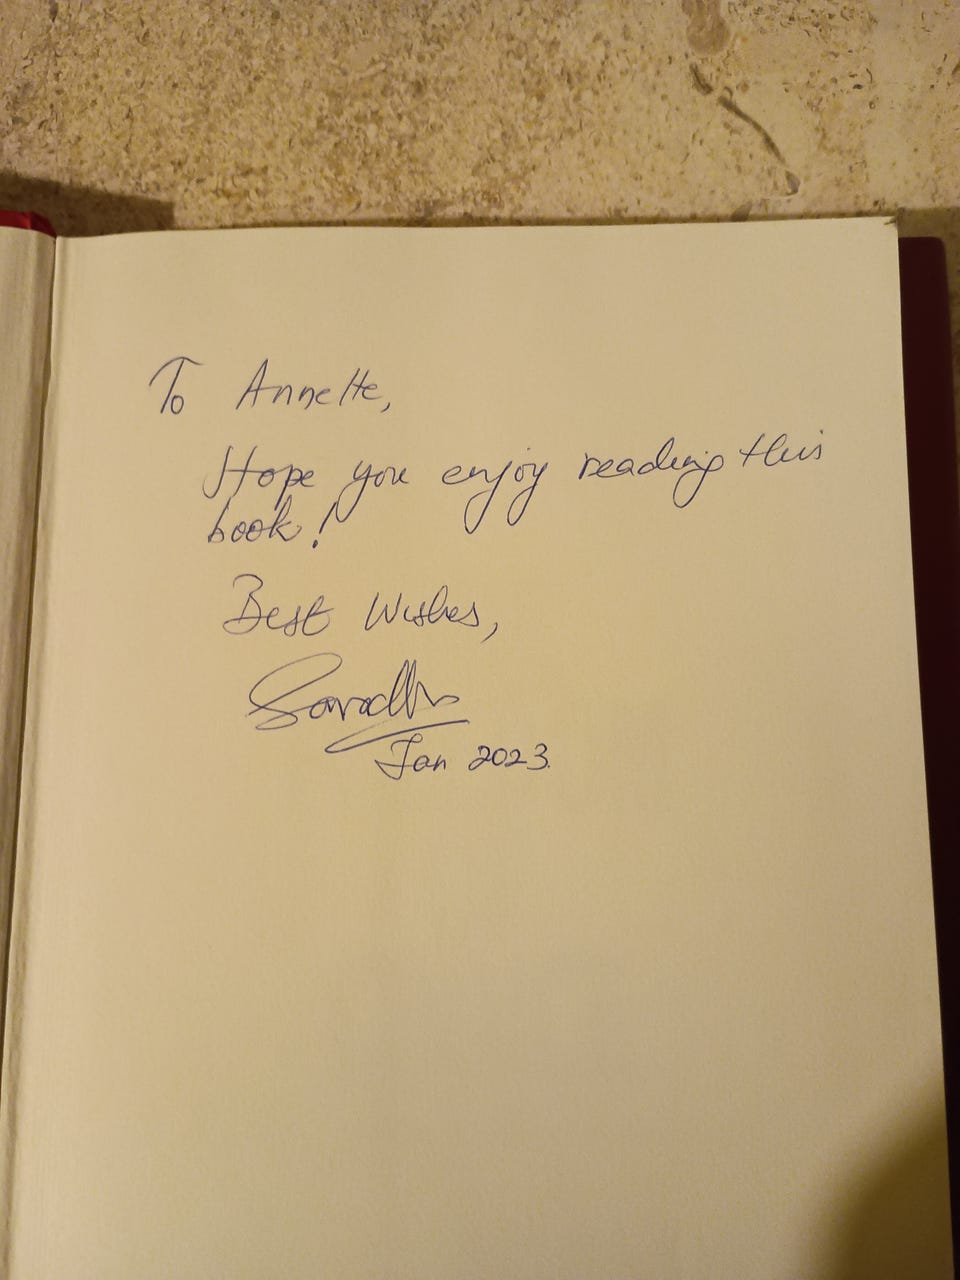 To Annette,
Hope you enjoy reading this
book!
Best Wishes,
Jan 2023.